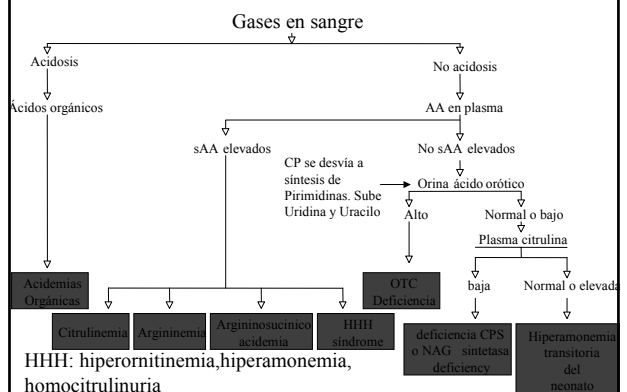 Gases en sangre
Acidosis
No acidosis
Ácidos orgánicos
AA en plasma
sAA elevados
No sAA elevados
CP se desvía a
síntesis de
Pirimidinas. Sube
Uridina y Uracilo
Orina ácido orótico
Alto
Normal o bajo
Plasma citrulina
baja
Normal o elevada
Acidemias
Orgánicas
OTC
Deficiencia
Citrulinemia
Argininemia
Argininosucinico
acidemia
HHH
síndrome
deficiencia CPS
o NAG sintetasa
deficiency
Hiperamonemia
transitoria
del
neonato
HHH: hiperornitinemia,hiperamonemia,
homocitrulinuria